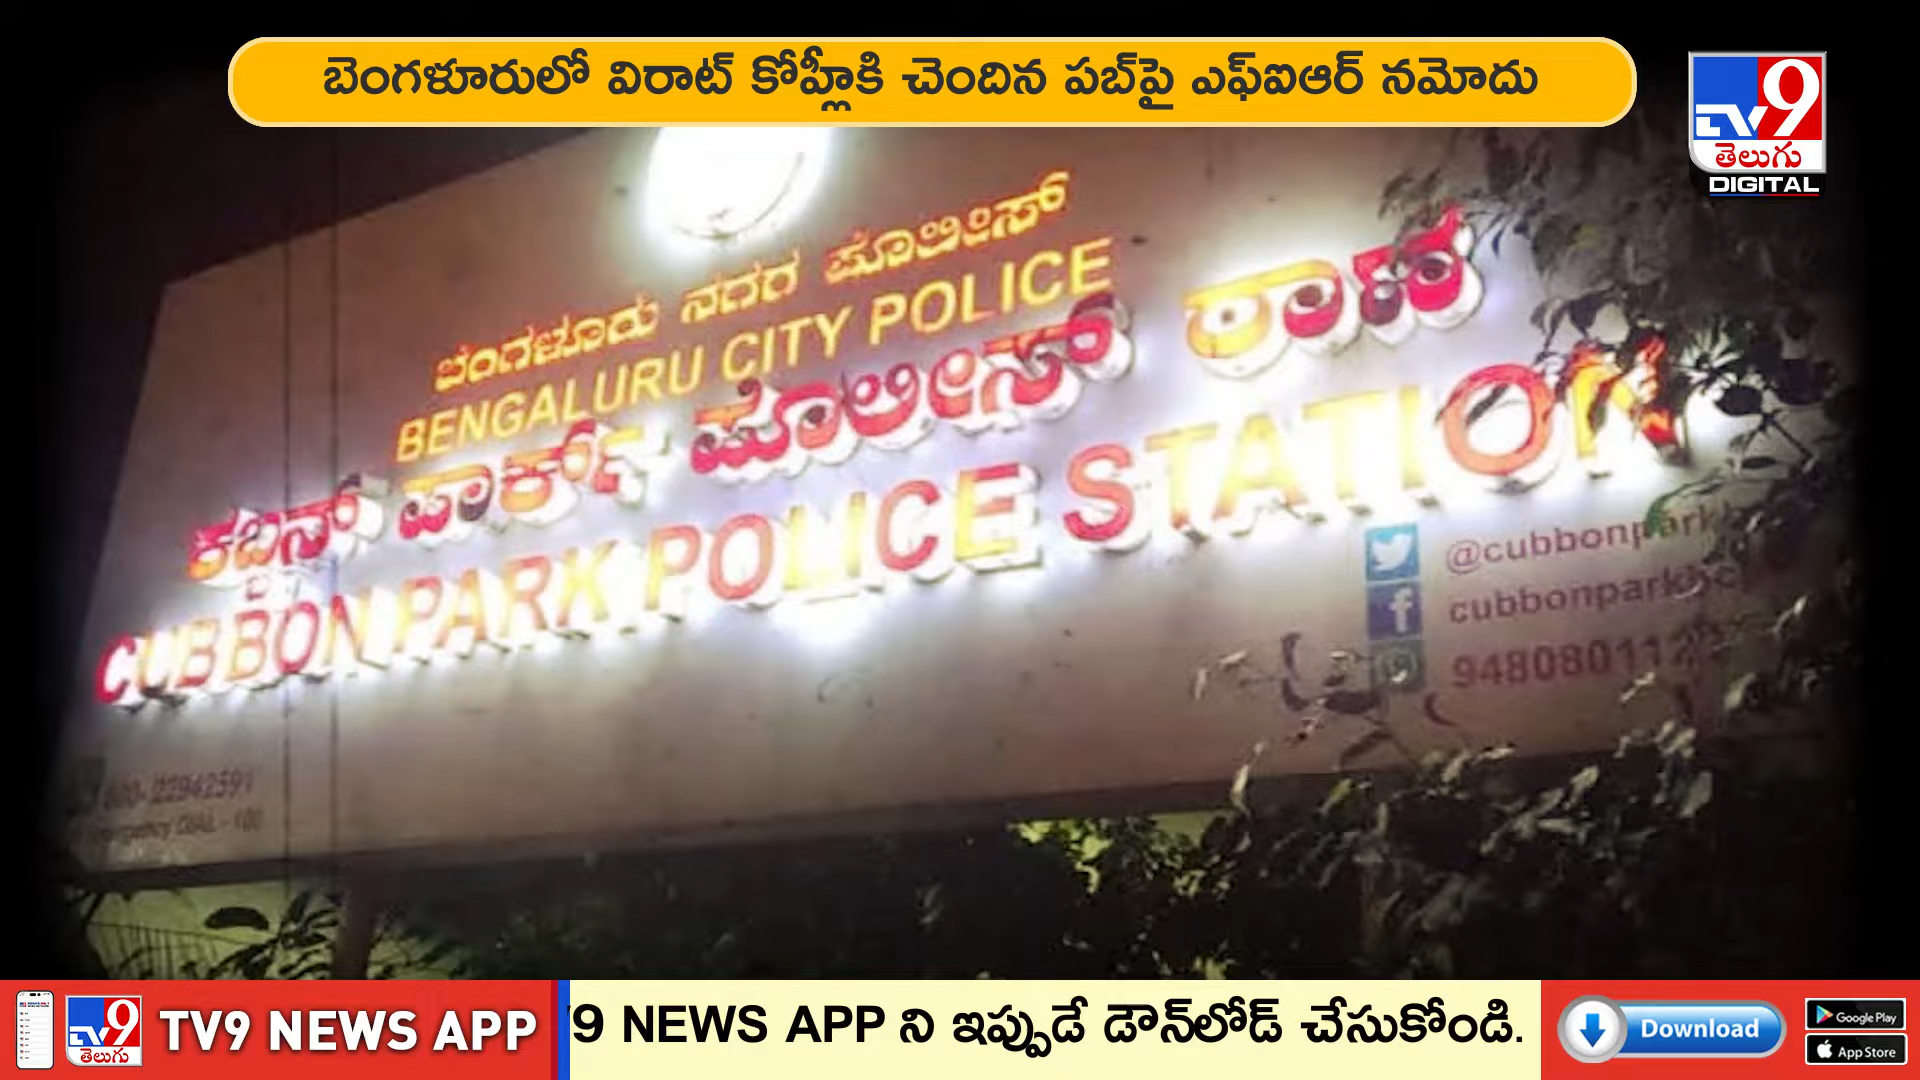 బెంగళూరులో విరాట్ కోహ్లీకి చెందిన పబ్‌పై ఎఫ్ఐఆర్ నమోదు
TV9
తెలుగు
DIGITAL
ಬೆಂಗಳೂರು ನಗರ ಪೊಲೀಸ್
BENGALURU CITY POLICE
ಕಬ್ಬನ್ ಪಾರ್ಕ್ ಪೊಲೀಸ್ ಠಾಣೆ
CUBBON PARK POLICE STATION
TV9
తెలుగు
TV9 NEWS APP
NEWS APP ని ఇప్పుడే డౌన్‌లోడ్ చేసుకోండి.
Download
Google Play
App Store